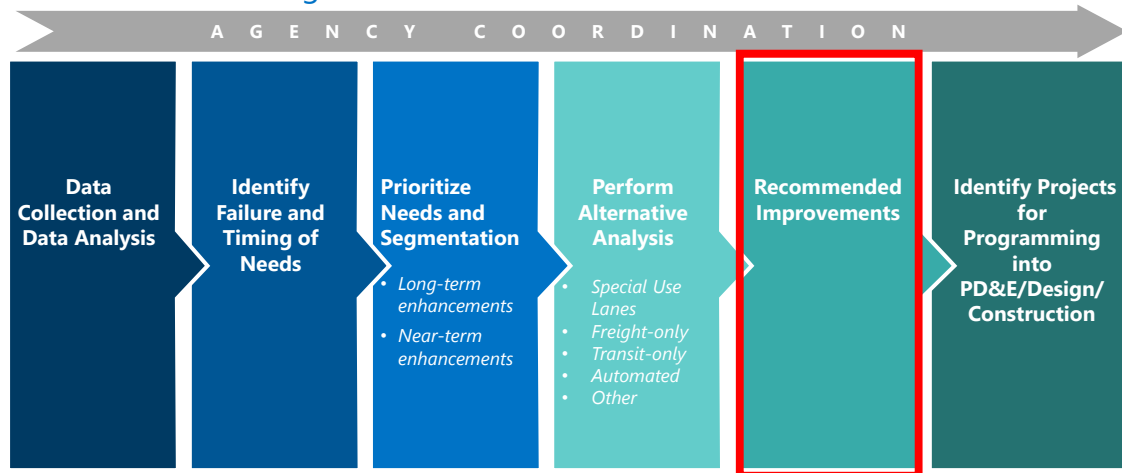 AGENCY COORDINATION
Data
Collection and
Data Analysis
Identify
Failure and
Timing of
Needs
Prioritize
Needs and
Segmentation
• Long-term
enhancements
• Near-term
enhancements
Perform
Alternative
Analysis
• Special Use
Lanes
• Freight-only
• Transit-only
• Automated
• Other
Recommended
Improvements
Identify Projects
for
Programming
into
PD&E/Design/
Construction